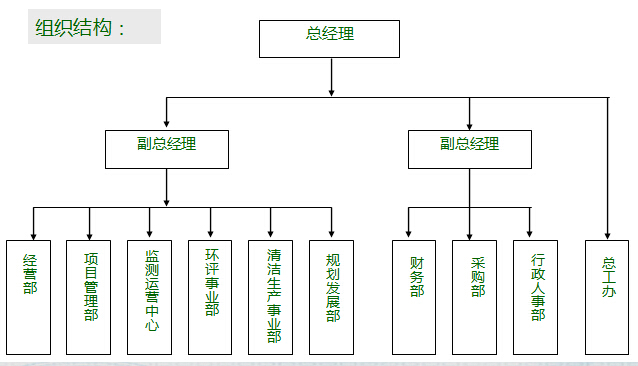 组织结构：
总经理
副总经理
副总经理
经营部
项目管理部
监测运营中心
环评事业部
清洁生产事业部
规划发展部
财务部
采购部
行政人事部
总工办